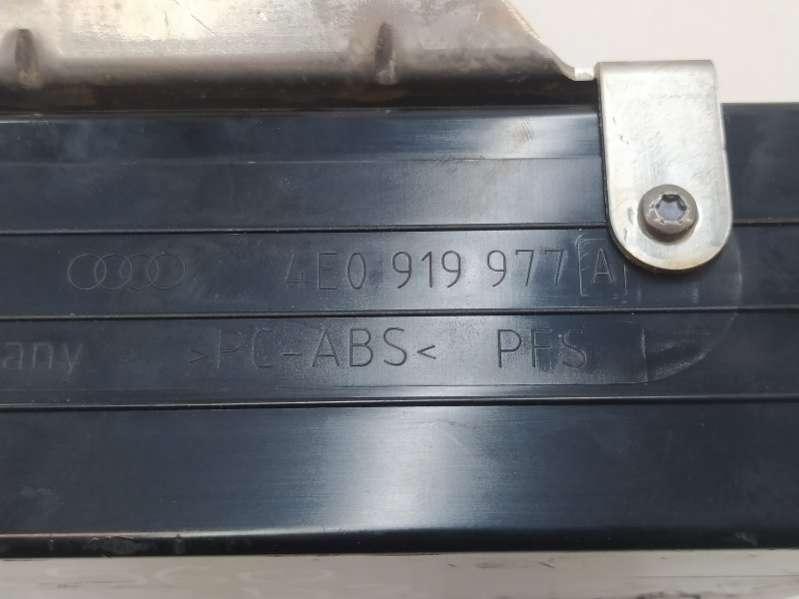 4E0 919 977 A
any >PC-ABS< PFS